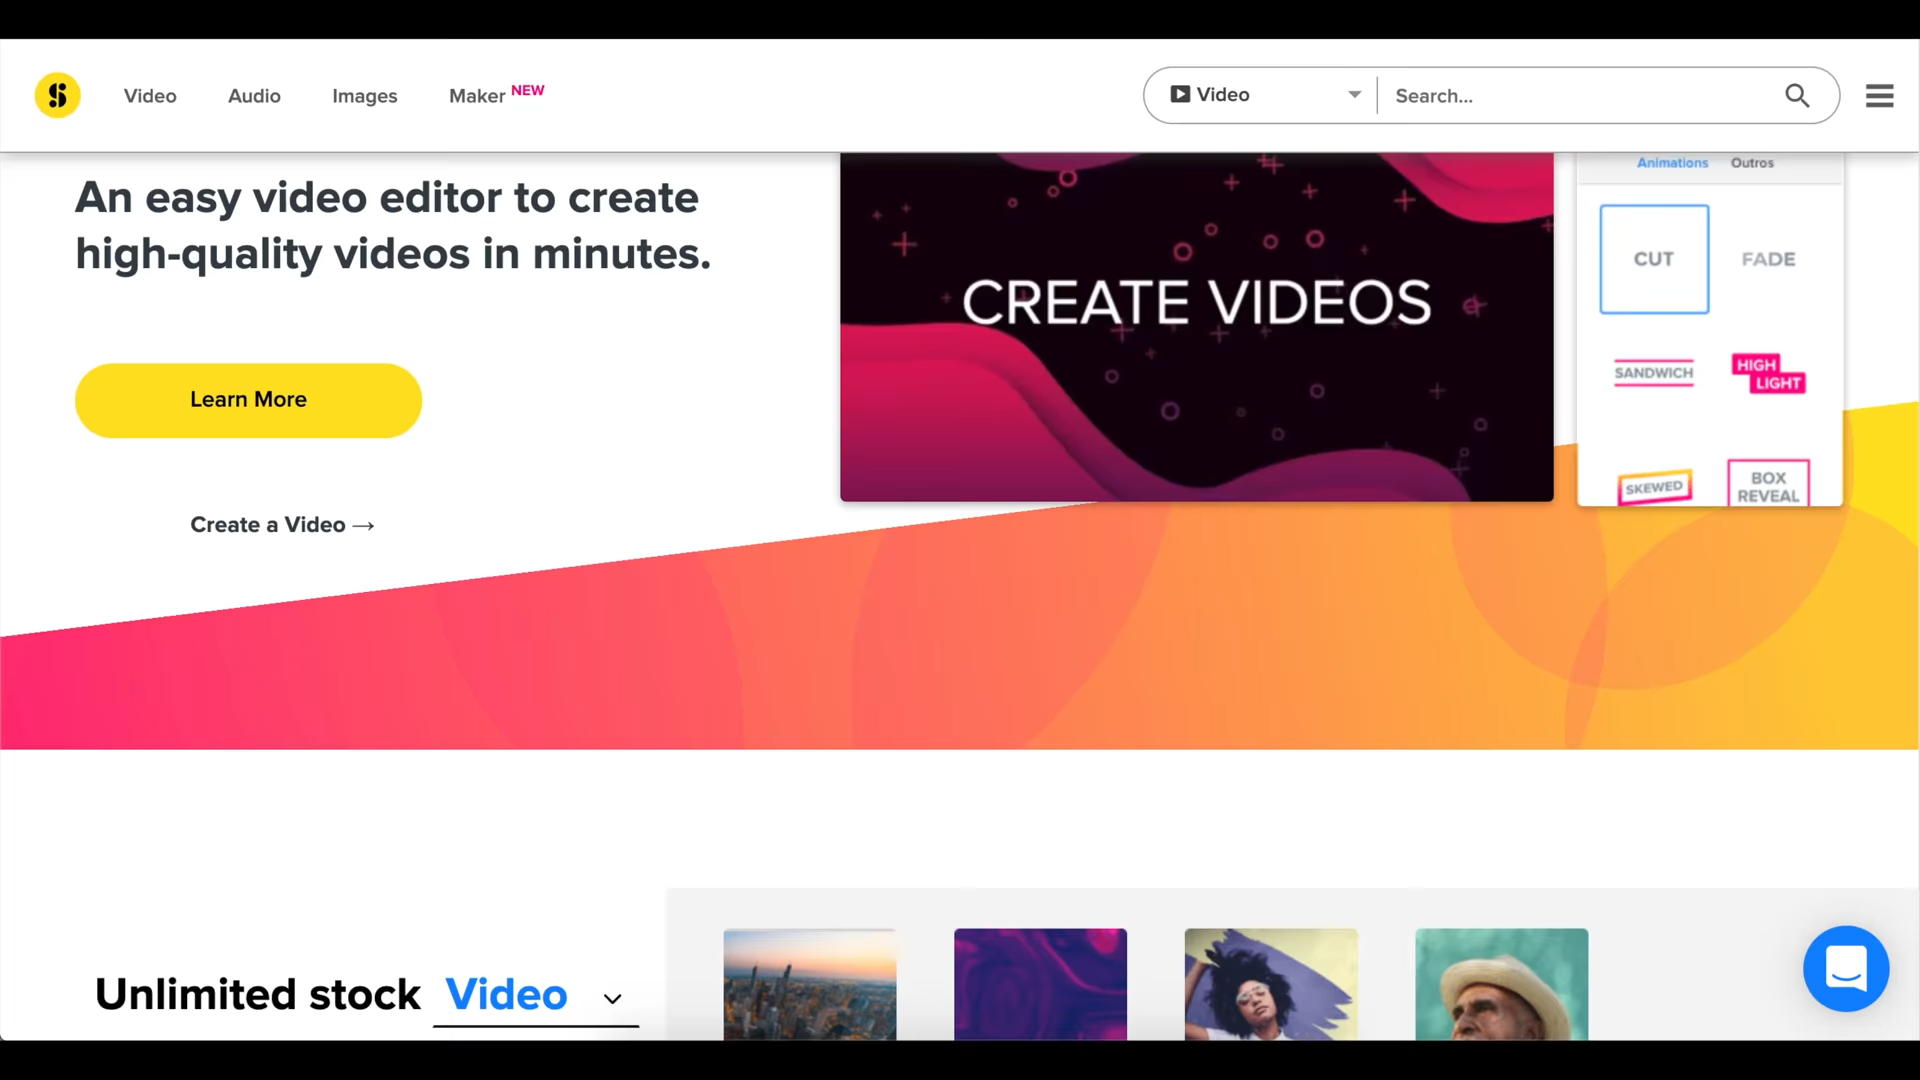 Video
Audio
Images
Maker NEW
Video
Search...
An easy video editor to create
high-quality videos in minutes.
Learn More
Create a Video →
CREATE VIDEOS
Animations
Outros
CUT
FADE
SANDWICH
HIGH
LIGHT
SKEWED
BOX
REVEAL
Unlimited stock Video